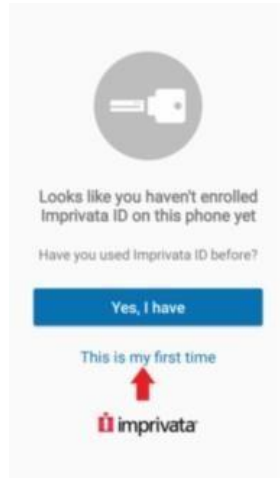 Looks like you haven't enrolled
Imprivata ID on this phone yet
Have you used Imprivata ID before?
Yes, I have
This is my first time
imprivata